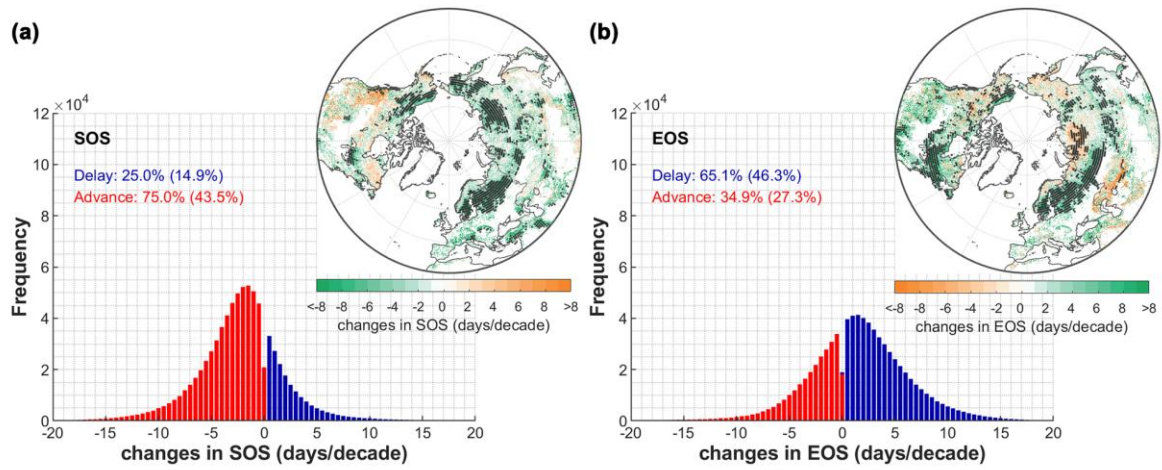 (a)
×10⁴
12
10
8
6
4
2
0
Frequency
SOS
Delay: 25.0% (14.9%)
Advance: 75.0% (43.5%)
<-8 -6 -4 -2 0 2 4 6 >8
changes in SOS (days/decade)
-20 -15 -10 -5 0 5 10 15 20
changes in SOS (days/decade)
(b)
×10⁴
12
10
8
6
4
2
0
Frequency
EOS
Delay: 65.1% (46.3%)
Advance: 34.9% (27.3%)
<-8 -6 -4 -2 0 2 4 6 >8
changes in EOS (days/decade)
-20 -15 -10 -5 0 5 10 15 20
changes in EOS (days/decade)